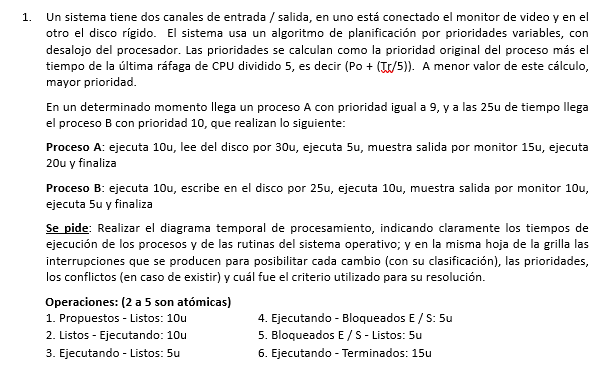 1. Un sistema tiene dos canales de entrada / salida, en uno está conectado el monitor de video y en el
otro el disco rígido. El sistema usa un algoritmo de planificación por prioridades variables, con
desalojo del procesador. Las prioridades se calculan como la prioridad original del proceso más el
tiempo de la última ráfaga de CPU dividido 5, es decir (Po + (Tr/5)). A menor valor de este cálculo,
mayor prioridad.
En un determinado momento llega un proceso A con prioridad igual a 9, y a las 25u de tiempo llega
el proceso B con prioridad 10, que realizan lo siguiente:
Proceso A: ejecuta 10u, lee del disco por 30u, ejecuta 5u, muestra salida por monitor 15u, ejecuta
20u y finaliza
Proceso B: ejecuta 10u, escribe en el disco por 25u, ejecuta 10u, muestra salida por monitor 10u,
ejecuta 5u y finaliza
Se pide: Realizar el diagrama temporal de procesamiento, indicando claramente los tiempos de
ejecución de los procesos y de las rutinas del sistema operativo; y en la misma hoja de la grilla las
interrupciones que se producen para posibilitar cada cambio (con su clasificación), las prioridades,
los conflictos (en caso de existir) y cuál fue el criterio utilizado para su resolución.
Operaciones: (2 a 5 son atómicas)
1. Propuestos - Listos: 10u
2. Listos - Ejecutando: 10u
3. Ejecutando - Listos: 5u
4. Ejecutando - Bloqueados E / S: 5u
5. Bloqueados E / S - Listos: 5u
6. Ejecutando - Terminados: 15u